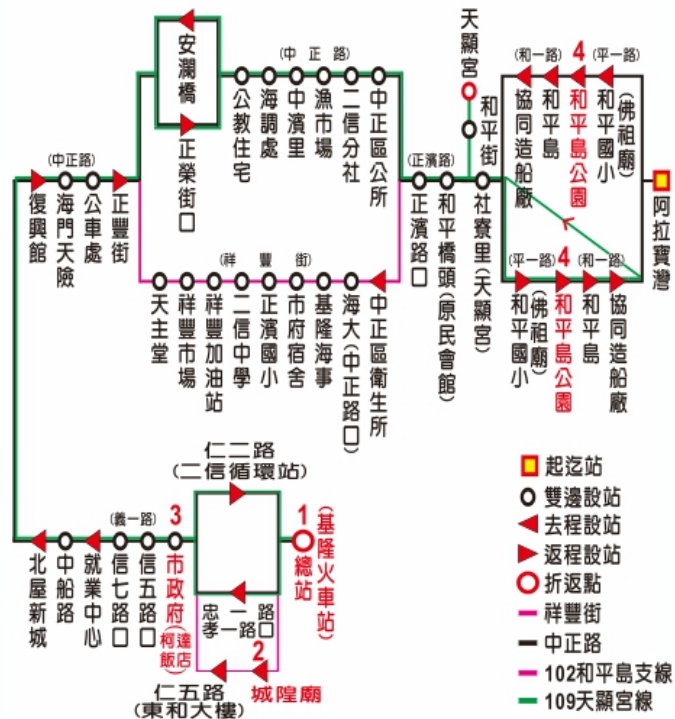 安瀾橋
正榮街口
(中正路)
公教住宅
海調處
中濱里
漁市場
二信分社
中正區公所
天顯宮
和平街
(和一路)
4
(平一路)
協同造船廠
和平島
和平島公園
和平國小
(佛祖廟)
阿拉寶灣
(中正路)
復興館
海門天險
公車處
正豐街
(正濱路)
正濱路口
和平橋頭(原民會館)
社寮里(天顯宮)
(平一路)
4
(和一路)
和平國小
(佛祖廟)
和平島公園
和平島
協同造船廠
(祥豐街)
天主堂
祥豐市場
祥豐加油站
二信中學
正濱國小
市府宿舍
基隆海事
海大(中正路口)
中正區衛生所
仁二路
(二信循環站)
(義一路)
3
1
北屋新城
中船路
就業中心
信七路口
信五路口
市政府
(柯達飯店)
總站
(基隆火車站)
忠一路
孝一路口
2
仁五路
(東和大樓)
城隍廟
起迄站
雙邊設站
去程設站
返程設站
折返點
祥豐街
中正路
102和平島支線
109天顯宮線